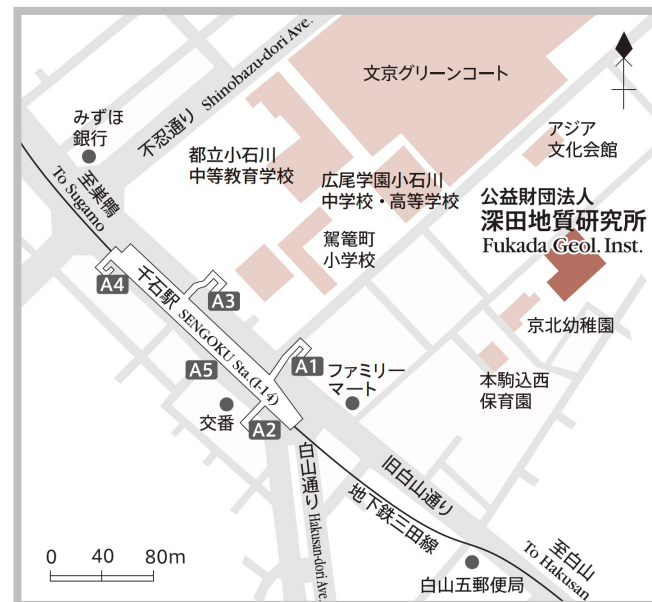 文京グリーンコート
不忍通り Shinobazu-dori Ave.
みずほ
銀行
アジア
文化会館
都立小石川
中等教育学校
広尾学園小石川
中学校・高等学校
至巣鴨
To Sugamo
公益財団法人
深田地質研究所
Fukada Geol. Inst.
駕篭町
小学校
A4
千石駅 SENGOKU Sta.(I-14)
A3
京北幼稚園
A1
ファミリー
マート
A5
本駒込西
保育園
交番
A2
白山通り Hakusan-dori Ave.
旧白山通り
地下鉄三田線
至白山
To Hakusan
0 40 80m
白山五郵便局